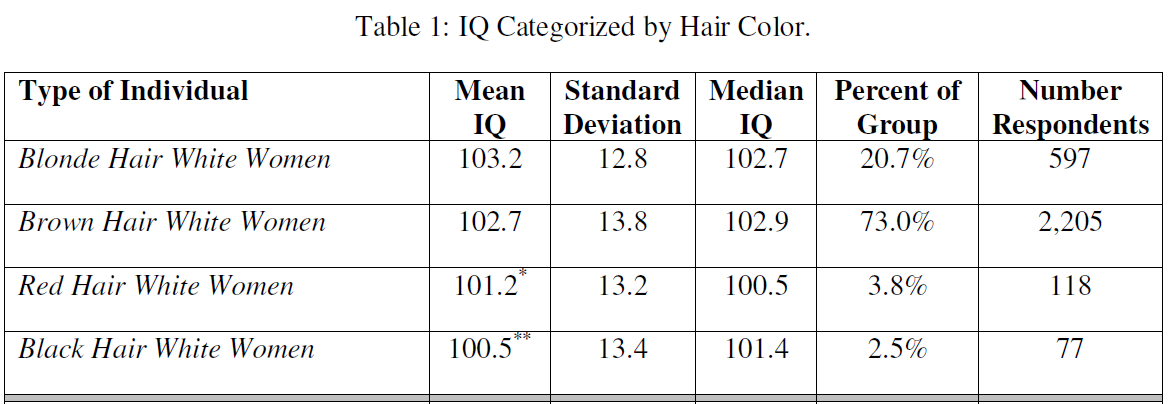 Table 1: IQ Categorized by Hair Color.
Type of Individual Mean IQ Standard Deviation Median IQ Percent of Group Number Respondents
Blonde Hair White Women 103.2 12.8 102.7 20.7% 597
Brown Hair White Women 102.7 13.8 102.9 73.0% 2,205
Red Hair White Women 101.2* 13.2 100.5 3.8% 118
Black Hair White Women 100.5** 13.4 101.4 2.5% 77